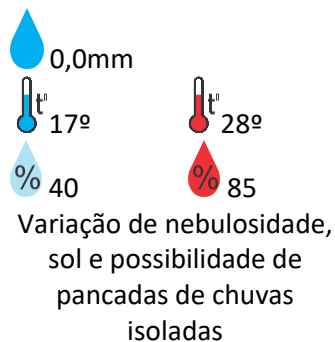 0,0mm
t° 17º t° 28º
% 40 % 85
Variação de nebulosidade,
sol e possibilidade de
pancadas de chuvas
isoladas